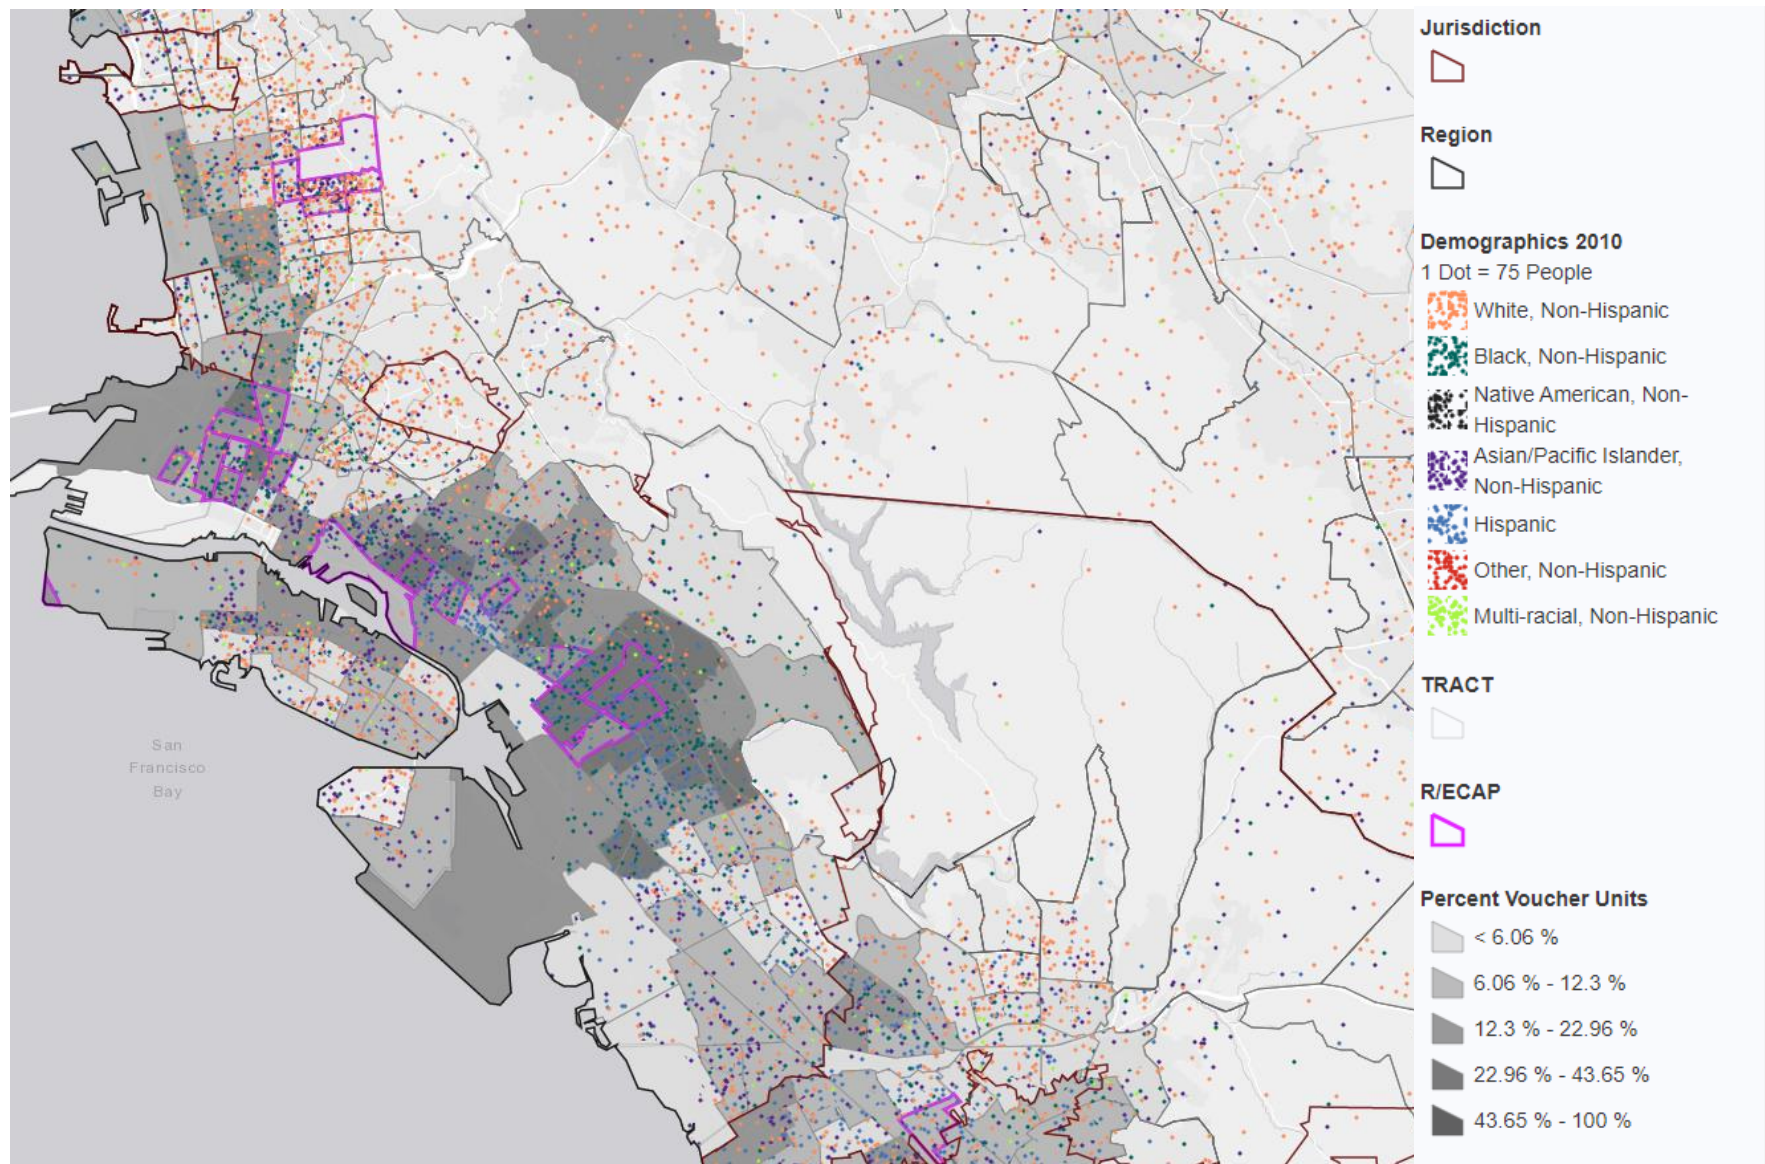 San
Francisco
Bay
Jurisdiction
Region
Demographics 2010
1 Dot = 75 People
White, Non-Hispanic
Black, Non-Hispanic
Native American, Non-
Hispanic
Asian/Pacific Islander,
Non-Hispanic
Hispanic
Other, Non-Hispanic
Multi-racial, Non-Hispanic
TRACT
R/ECAP
Percent Voucher Units
< 6.06 %
6.06 % - 12.3 %
12.3 % - 22.96 %
22.96 % - 43.65 %
43.65 % - 100 %